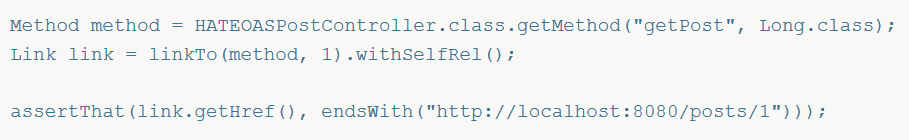 Method method = HATEOASPostController.class.getMethod("getPost", Long.class);
Link link = linkTo(method, 1).withSelfRel();
assertThat(link.getHref(), endsWith("http://localhost:8080/posts/1")));